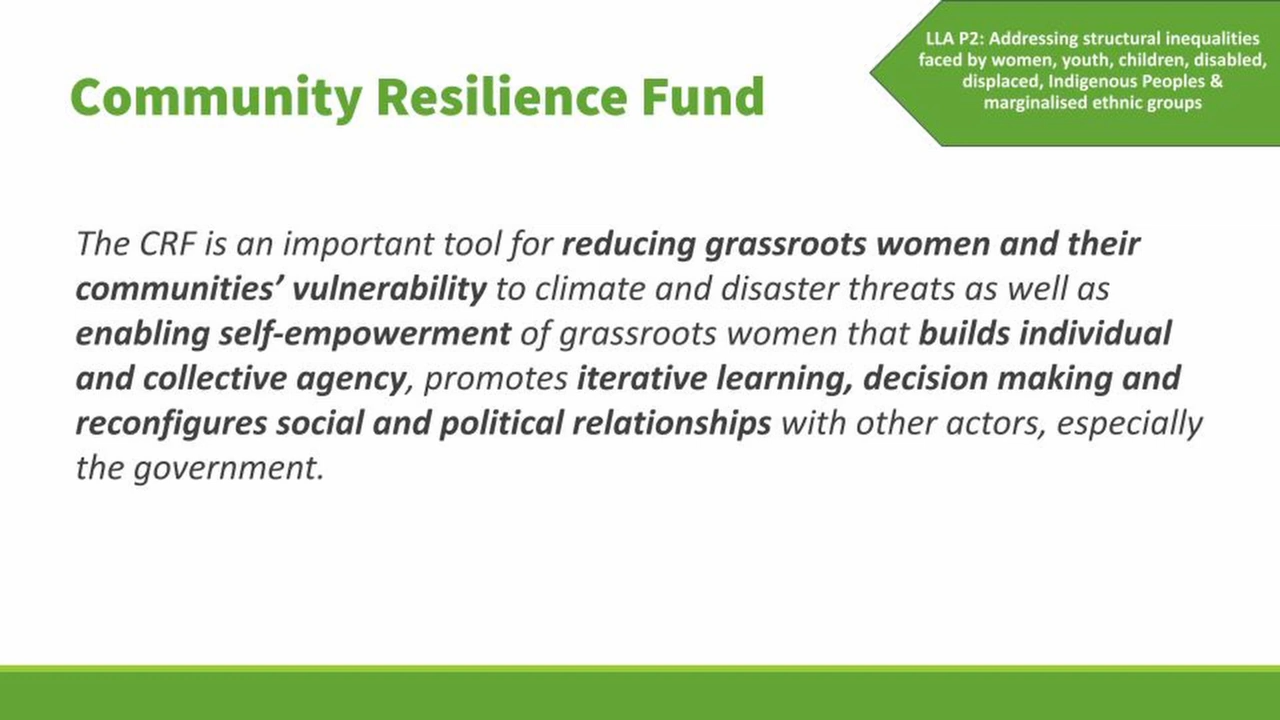 LLA P2: Addressing structural inequalities
faced by women, youth, children, disabled,
displaced, Indigenous Peoples &
marginalised ethnic groups
Community Resilience Fund
The CRF is an important tool for reducing grassroots women and their
communities’ vulnerability to climate and disaster threats as well as
enabling self-empowerment of grassroots women that builds individual
and collective agency, promotes iterative learning, decision making and
reconfigures social and political relationships with other actors, especially
the government.